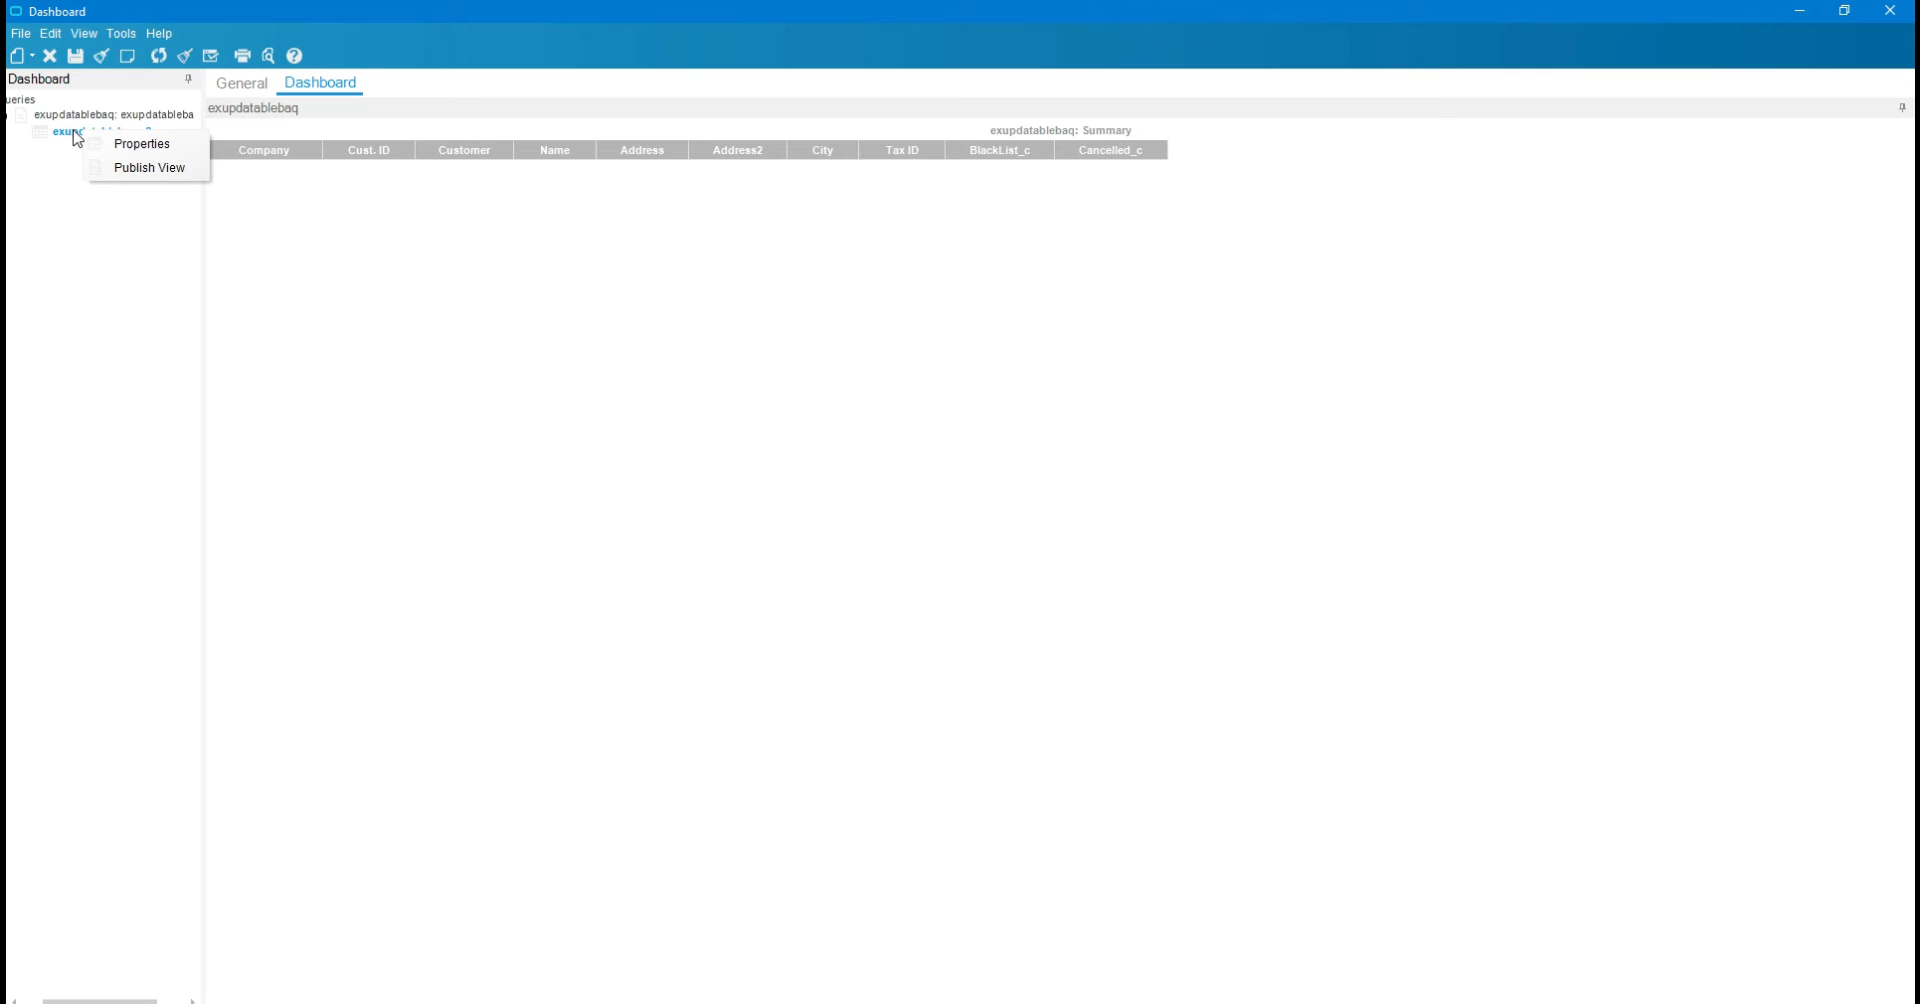 Dashboard
File Edit View Tools Help
Dashboard
General Dashboard
ueries
exupdatablebaq
exupdatablebaq: exupdatableba
exupdatablebaq: Summary
Properties
Publish View
Company Cust. ID Customer Name Address Address2 City Tax ID BlackList_c Cancelled_c